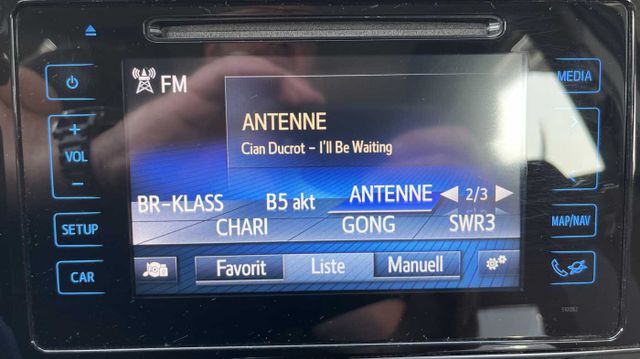 FM
MEDIA
ANTENNE
Cian Ducrot – I'll Be Waiting
+
VOL
–
BR-KLASS B5 akt ANTENNE 2/3
CHARI GONG SWR3
SETUP
MAP/NAV
CAR
Favorit Liste Manuell